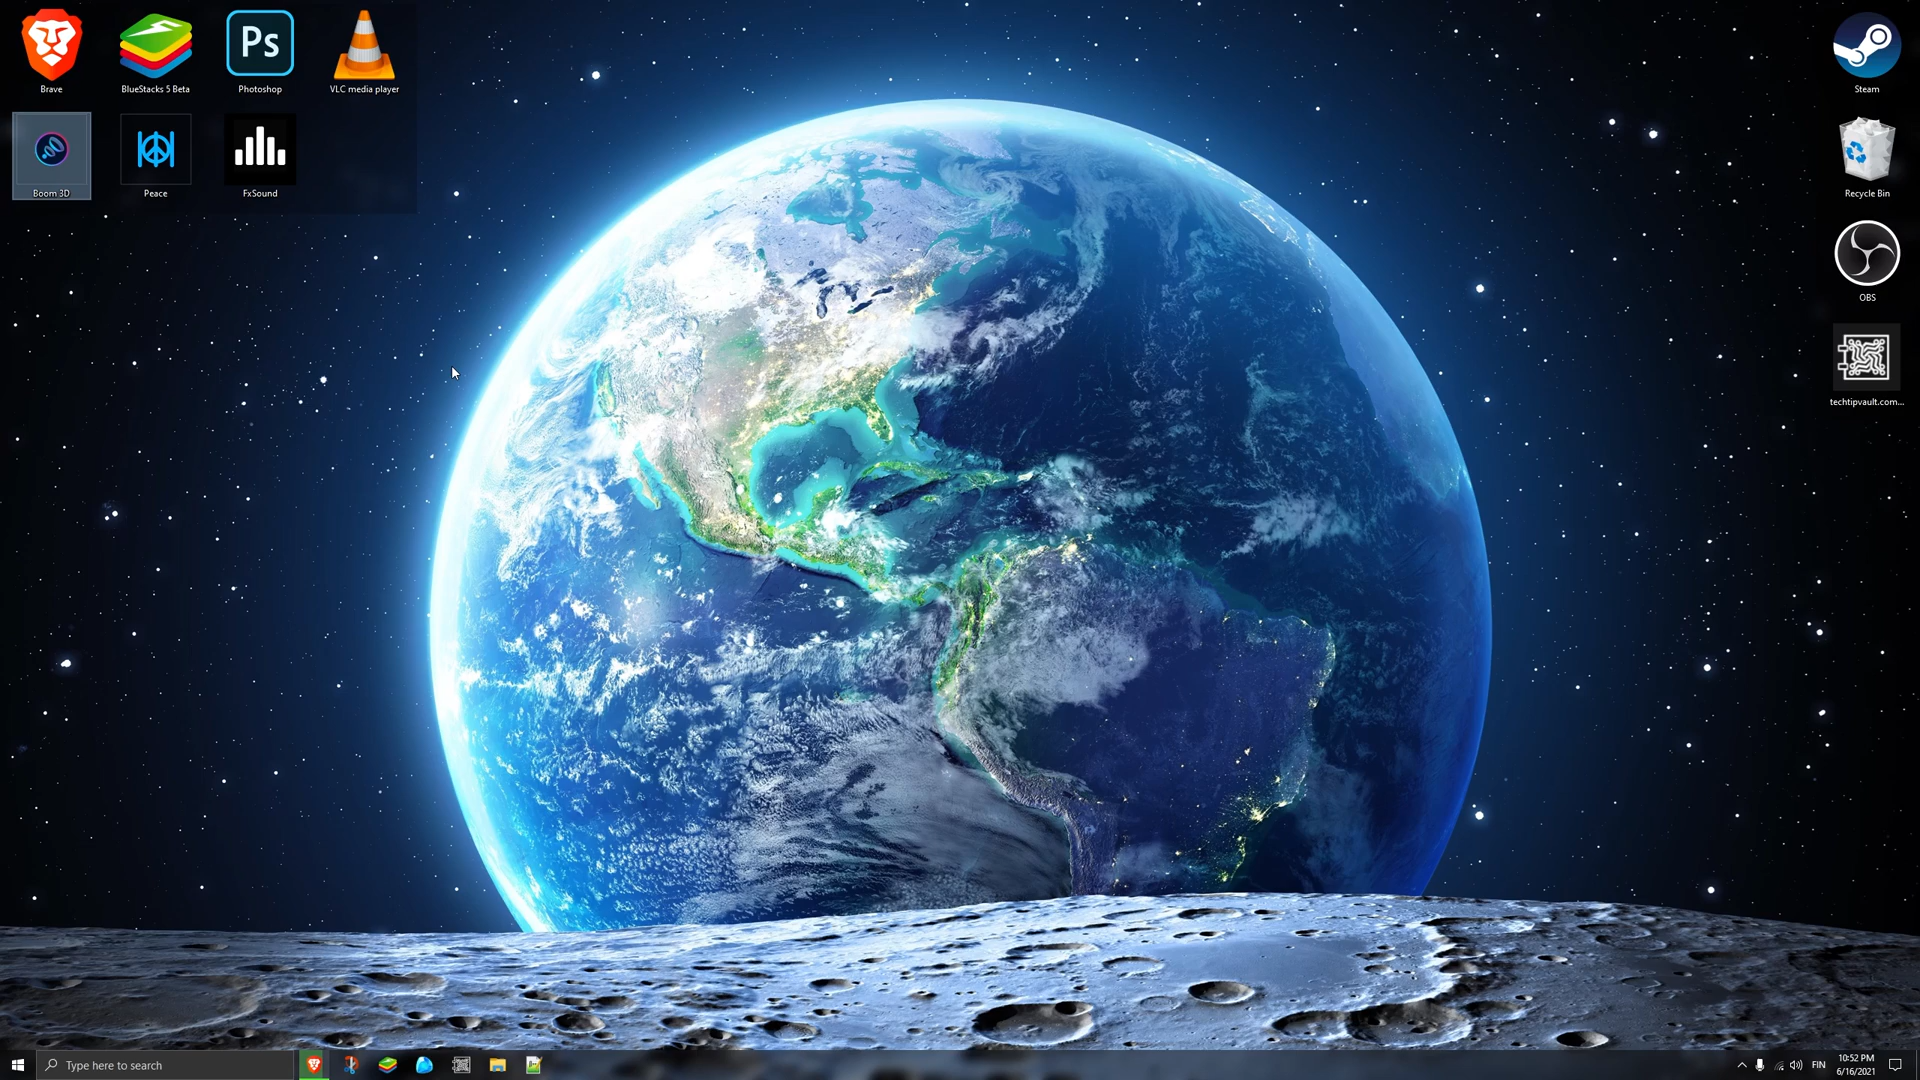 Brave
BlueStacks 5 Beta
Ps
Photoshop
VLC media player
Steam
Boom 3D
Peace
FxSound
Recycle Bin
OBS
techtipvault.com...
Type here to search
FIN
10:52 PM
6/16/2021